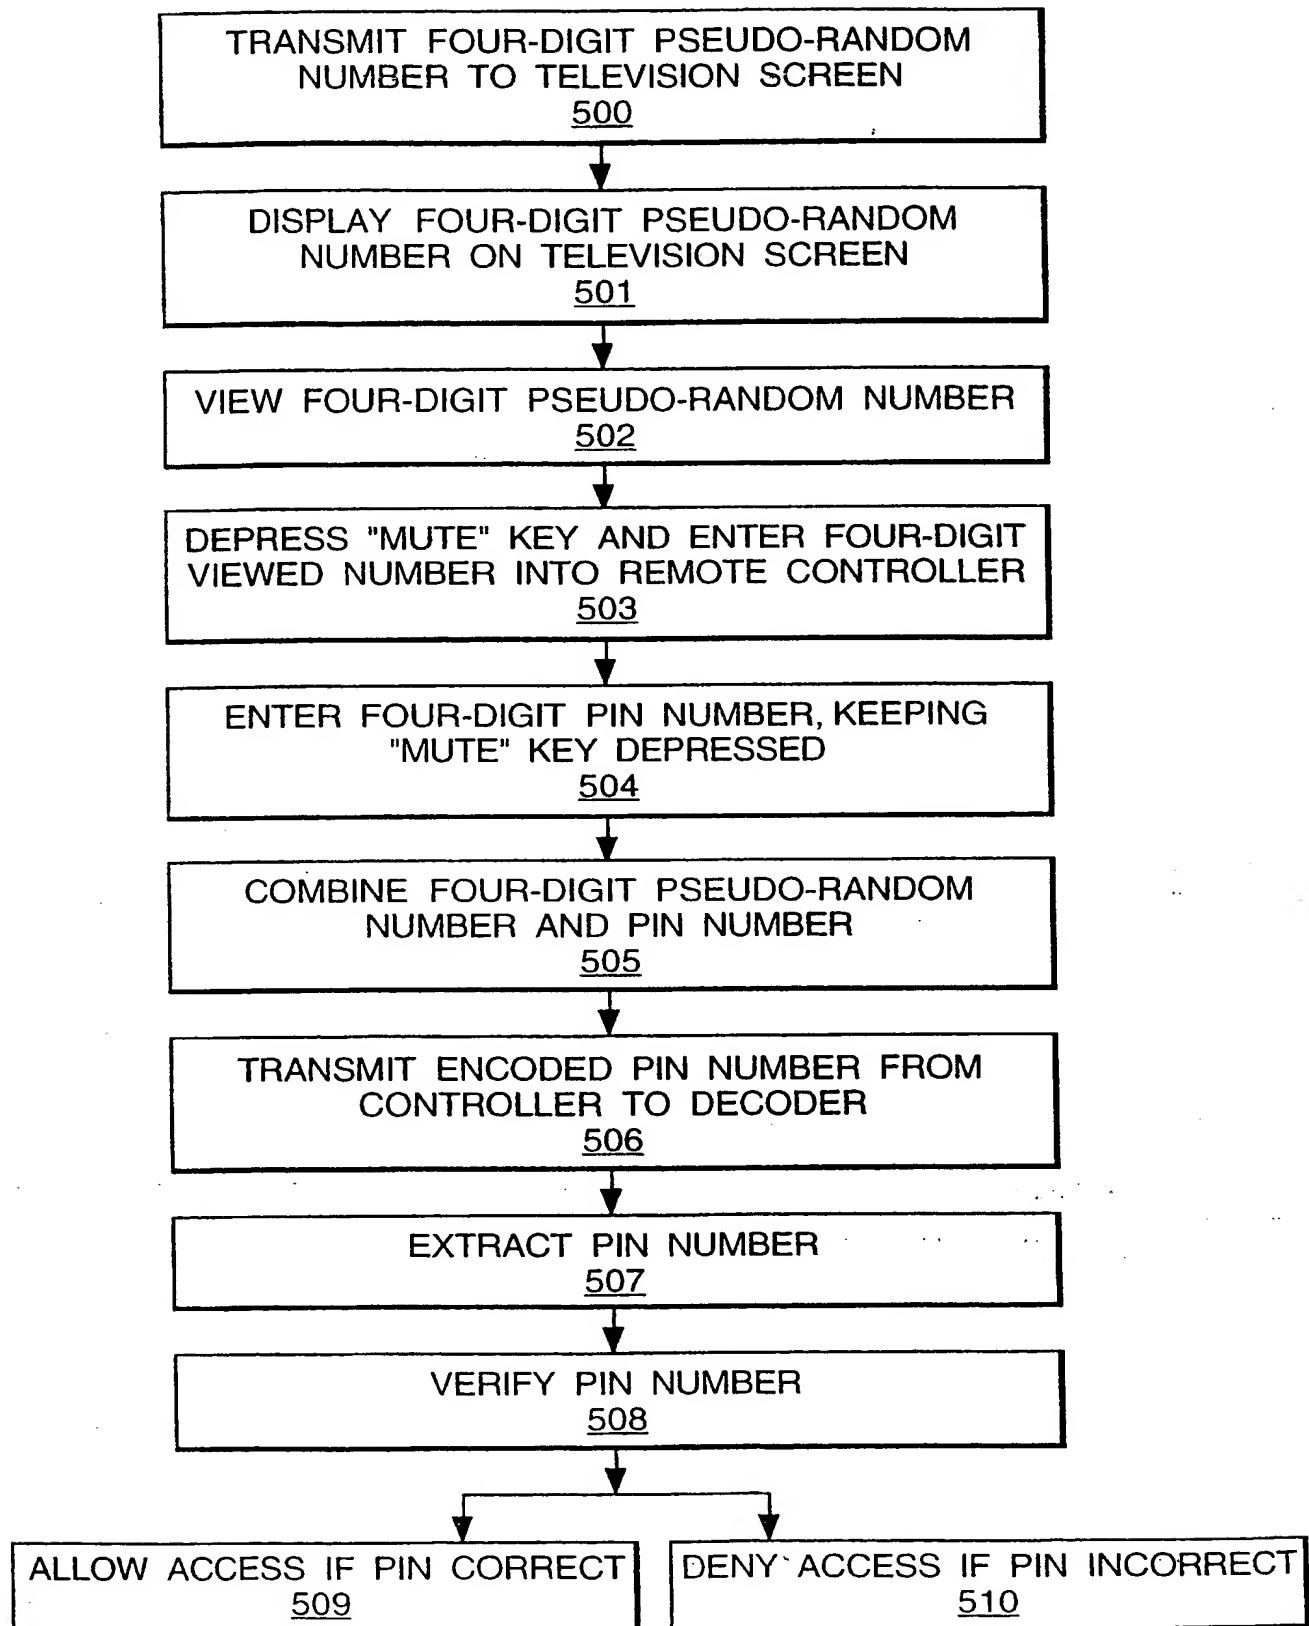 TRANSMIT FOUR-DIGIT PSEUDO-RANDOM
NUMBER TO TELEVISION SCREEN
500
DISPLAY FOUR-DIGIT PSEUDO-RANDOM
NUMBER ON TELEVISION SCREEN
501
VIEW FOUR-DIGIT PSEUDO-RANDOM NUMBER
502
DEPRESS "MUTE" KEY AND ENTER FOUR-DIGIT
VIEWED NUMBER INTO REMOTE CONTROLLER
503
ENTER FOUR-DIGIT PIN NUMBER, KEEPING
"MUTE" KEY DEPRESSED
504
COMBINE FOUR-DIGIT PSEUDO-RANDOM
NUMBER AND PIN NUMBER
505
TRANSMIT ENCODED PIN NUMBER FROM
CONTROLLER TO DECODER
506
EXTRACT PIN NUMBER
507
VERIFY PIN NUMBER
508
ALLOW ACCESS IF PIN CORRECT
509
DENY ACCESS IF PIN INCORRECT
510